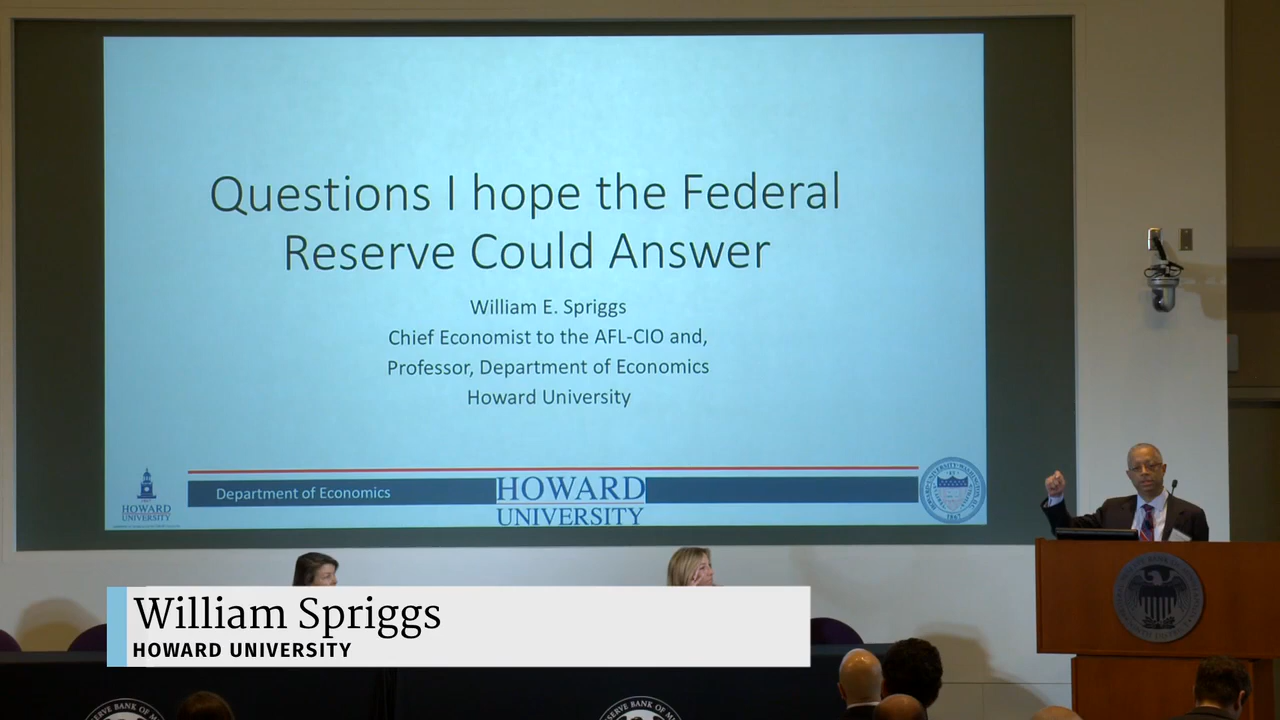 Questions I hope the Federal
Reserve Could Answer
William E. Spriggs
Chief Economist to the AFL-CIO and,
Professor, Department of Economics
Howard University
HOWARD
UNIVERSITY
Department of Economics
HOWARD
UNIVERSITY
1867
William Spriggs
HOWARD UNIVERSITY